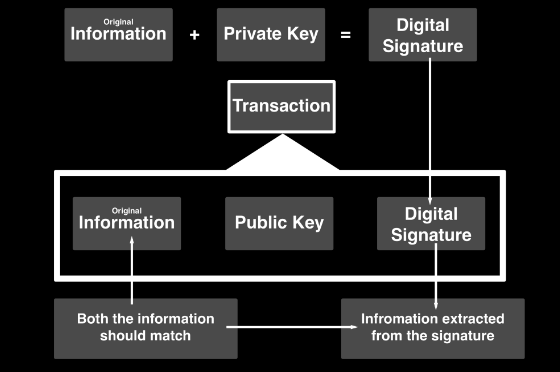 Original
Information + Private Key = Digital
Signature
Transaction
Original
Information Public Key Digital
Signature
Both the information
should match
Infromation extracted
from the signature